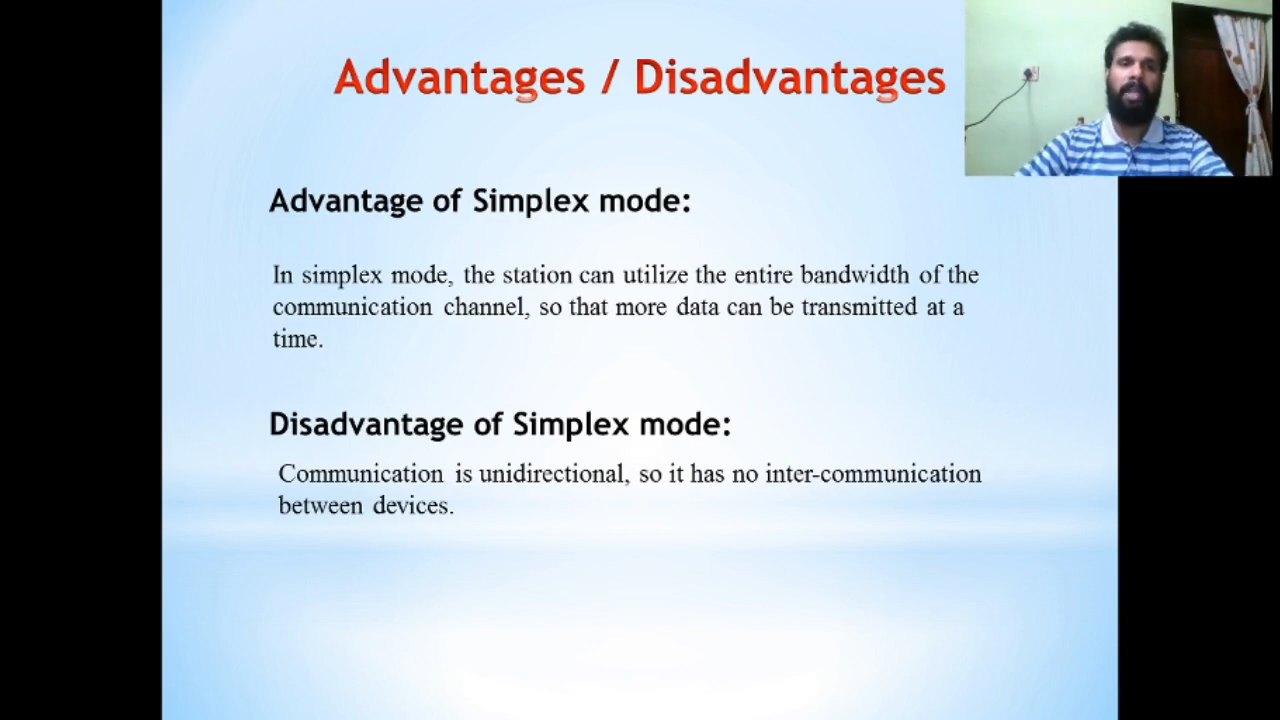 Advantages / Disadvantages
Advantage of Simplex mode:
In simplex mode, the station can utilize the entire bandwidth of the
communication channel, so that more data can be transmitted at a
time.
Disadvantage of Simplex mode:
Communication is unidirectional, so it has no inter-communication
between devices.